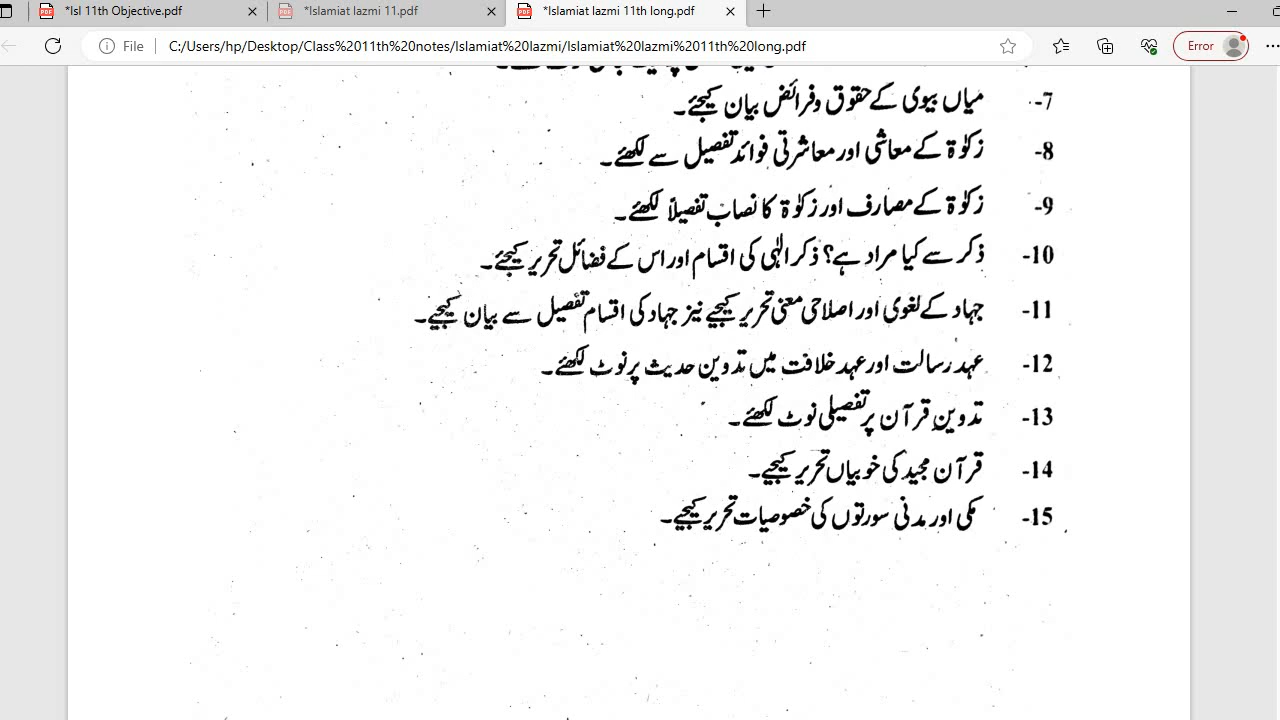 *Isl 11th Objective.pdf
*Islamiat lazmi 11.pdf
*Islamiat lazmi 11th long.pdf
File
C:/Users/hp/Desktop/Class%2011th%20notes/Islamiat%20lazmi/Islamiat%20lazmi%2011th%20long.pdf
Error
7- میاں بیوی کے حقوق و فرائض بیان کیجئے۔
8- زکوٰۃ کے معاشی اور معاشرتی فوائد تفصیل سے لکھئے۔
9- زکوٰۃ کے مصارف اور زکوٰۃ کا نصاب تفصیلاً لکھئے۔
10- ذکر سے کیا مراد ہے؟ ذکر الٰہی کی اقسام اور اس کے فضائل تحریر کیجئے۔
11- جہاد کے لغوی اور اصلاحی معنی تحریر کیجیے نیز جہاد کی اقسام تفصیل سے بیان کیجیے۔
12- عہد رسالت اور عہد خلافت میں تدوین حدیث پر نوٹ لکھئے۔
13- تدوینِ قرآن پر تفصیلی نوٹ لکھئے۔
14- قرآن مجید کی خوبیاں تحریر کیجیے۔
15- مکی اور مدنی سورتوں کی خصوصیات تحریر کیجیے۔